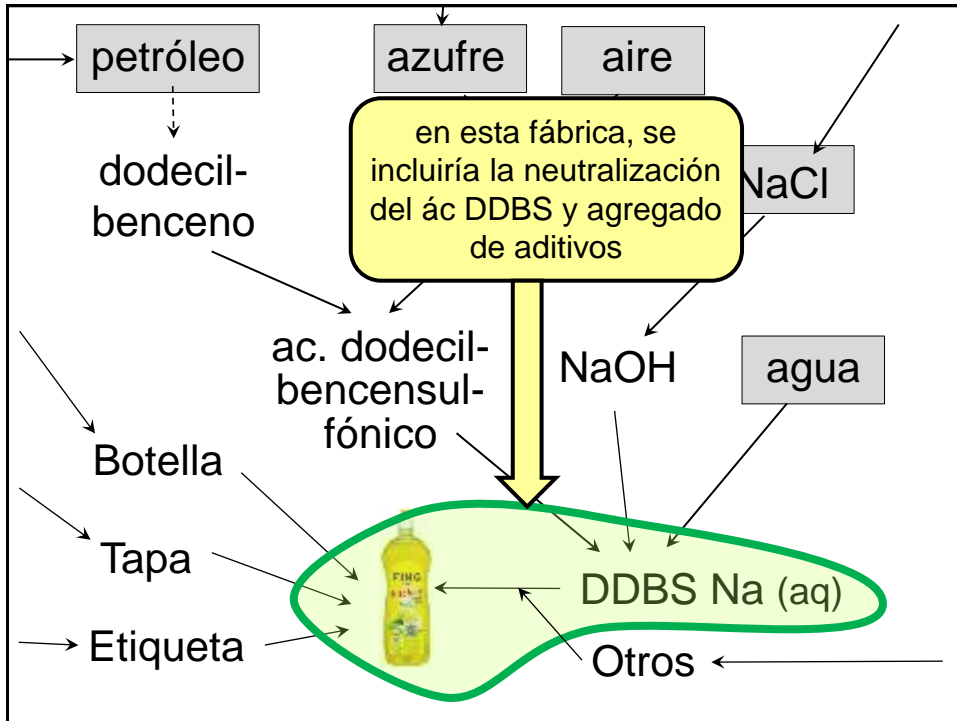 petróleo
azufre
aire
en esta fábrica, se
incluiría la neutralización
del ác DDBS y agregado
de aditivos
NaCl
dodecil-
benceno
ac. dodecil-
bencensul-
fónico
NaOH
agua
Botella
Tapa
Etiqueta
FING
DDBS Na (aq)
Otros